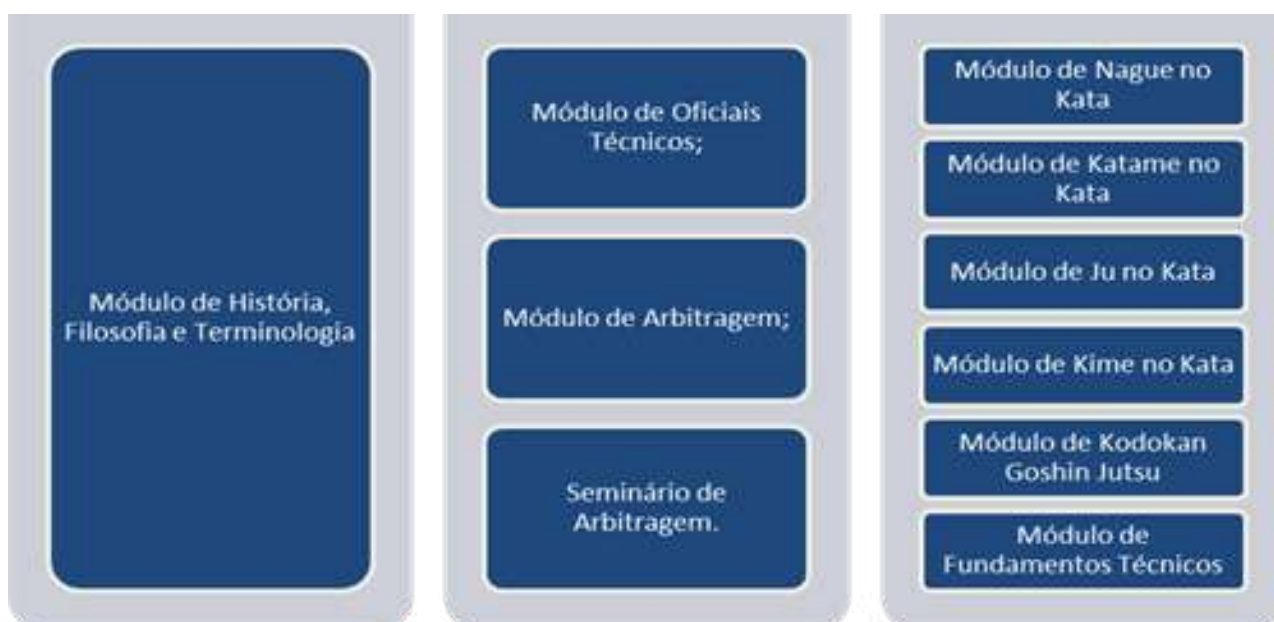 Módulo de História,
Filosofia e Terminologia
Módulo de Oficiais
Técnicos;
Módulo de Arbitragem;
Seminário de
Arbitragem.
Módulo de Nague no
Kata
Módulo de Katame no
Kata
Módulo de Ju no Kata
Módulo de Kime no Kata
Módulo de Kodokan
Goshin Jutsu
Módulo de
Fundamentos Técnicos